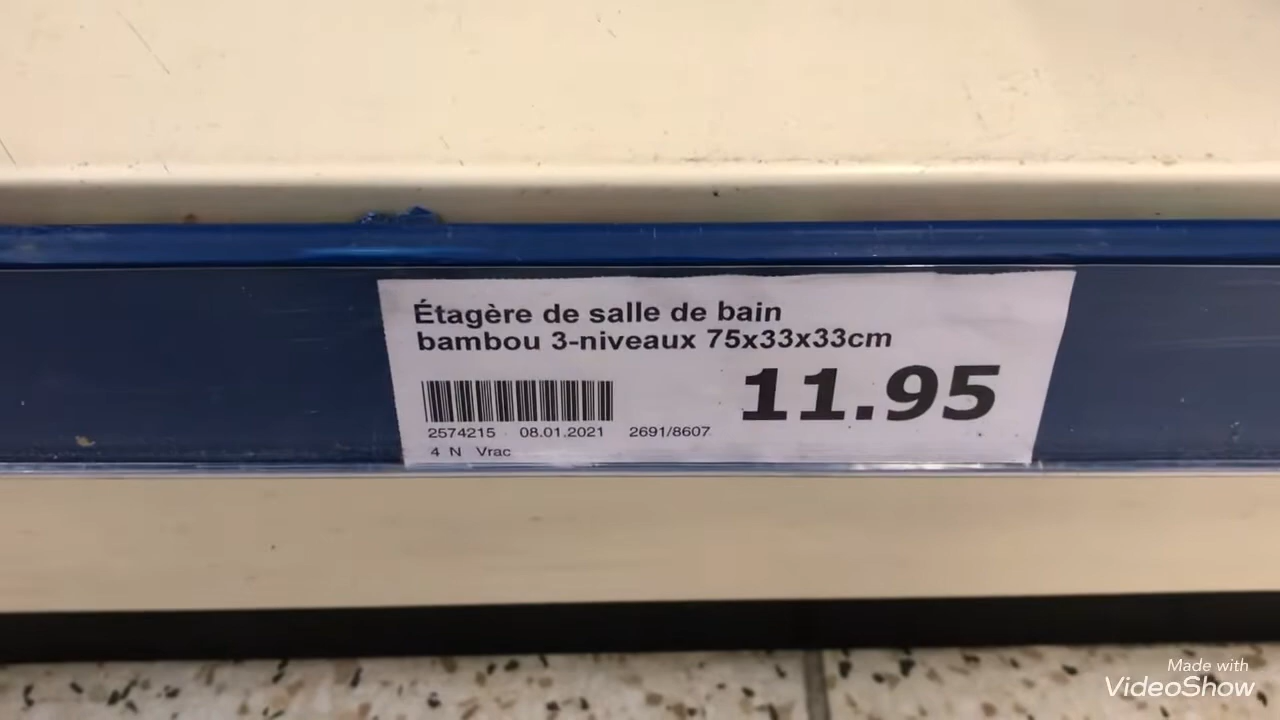 Étagère de salle de bain
bambou 3-niveaux 75x33x33cm
11.95
2574215 08.01.2021 2691/8607
4 N Vrac
Made with
VideoShow